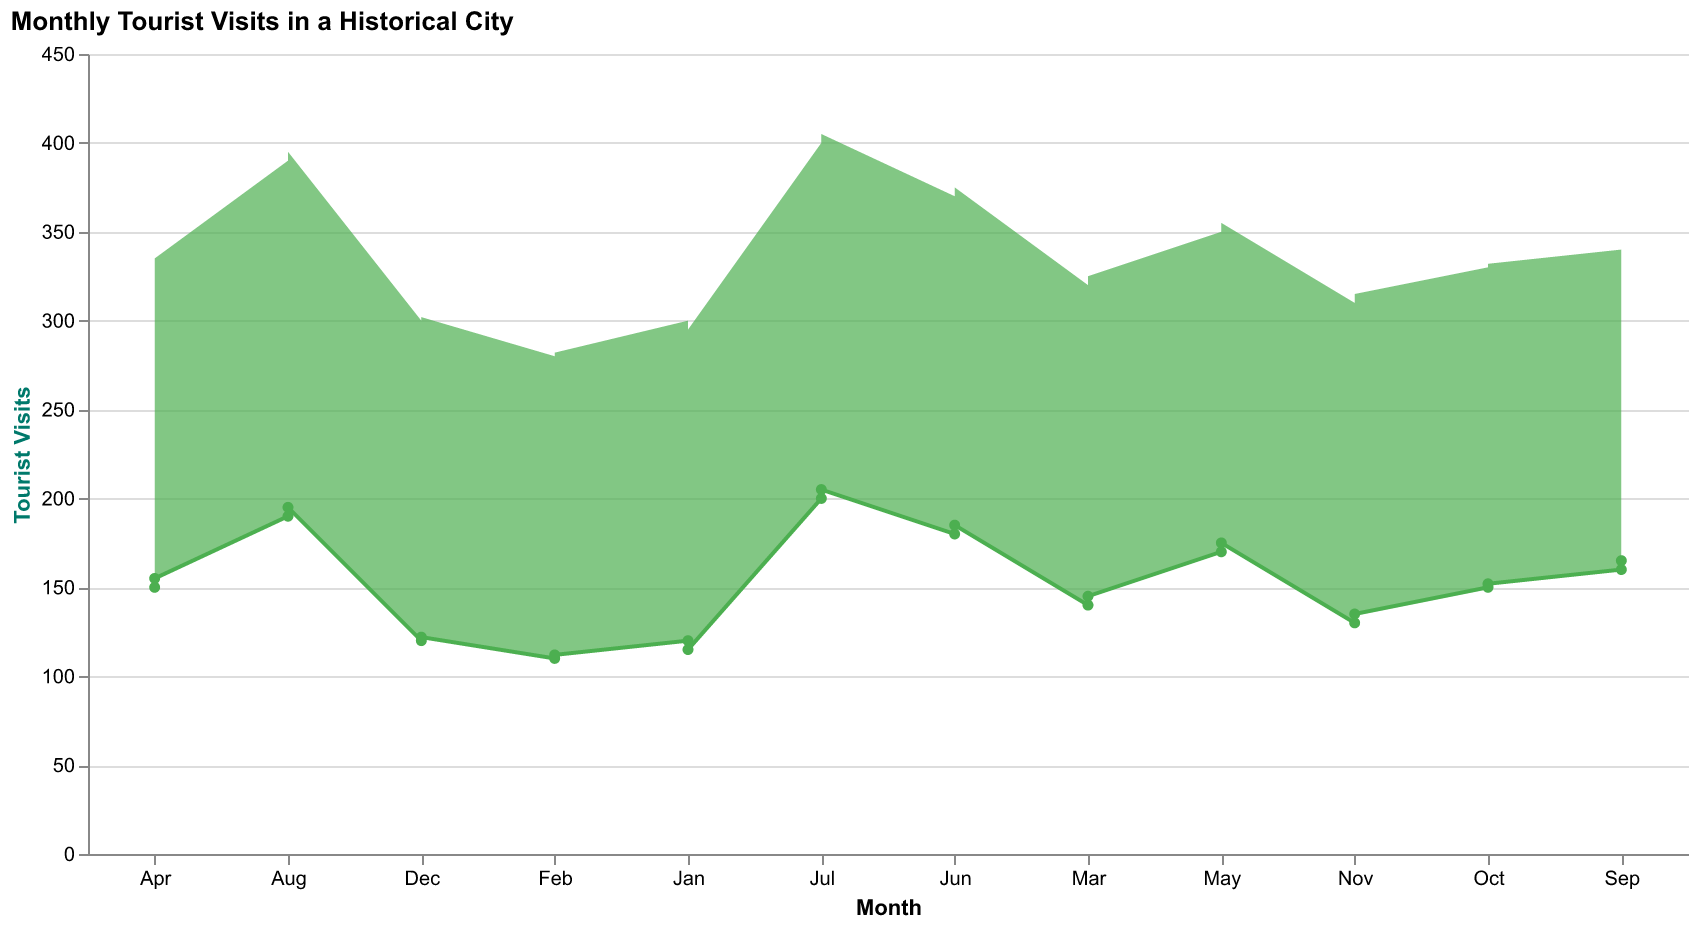 Monthly Tourist Visits in a Historical City
450
400
350
300
250
200
150
100
50
0
Tourist Visits
Apr Aug Dec Feb Jan Jul Jun Mar May Nov Oct Sep
Month